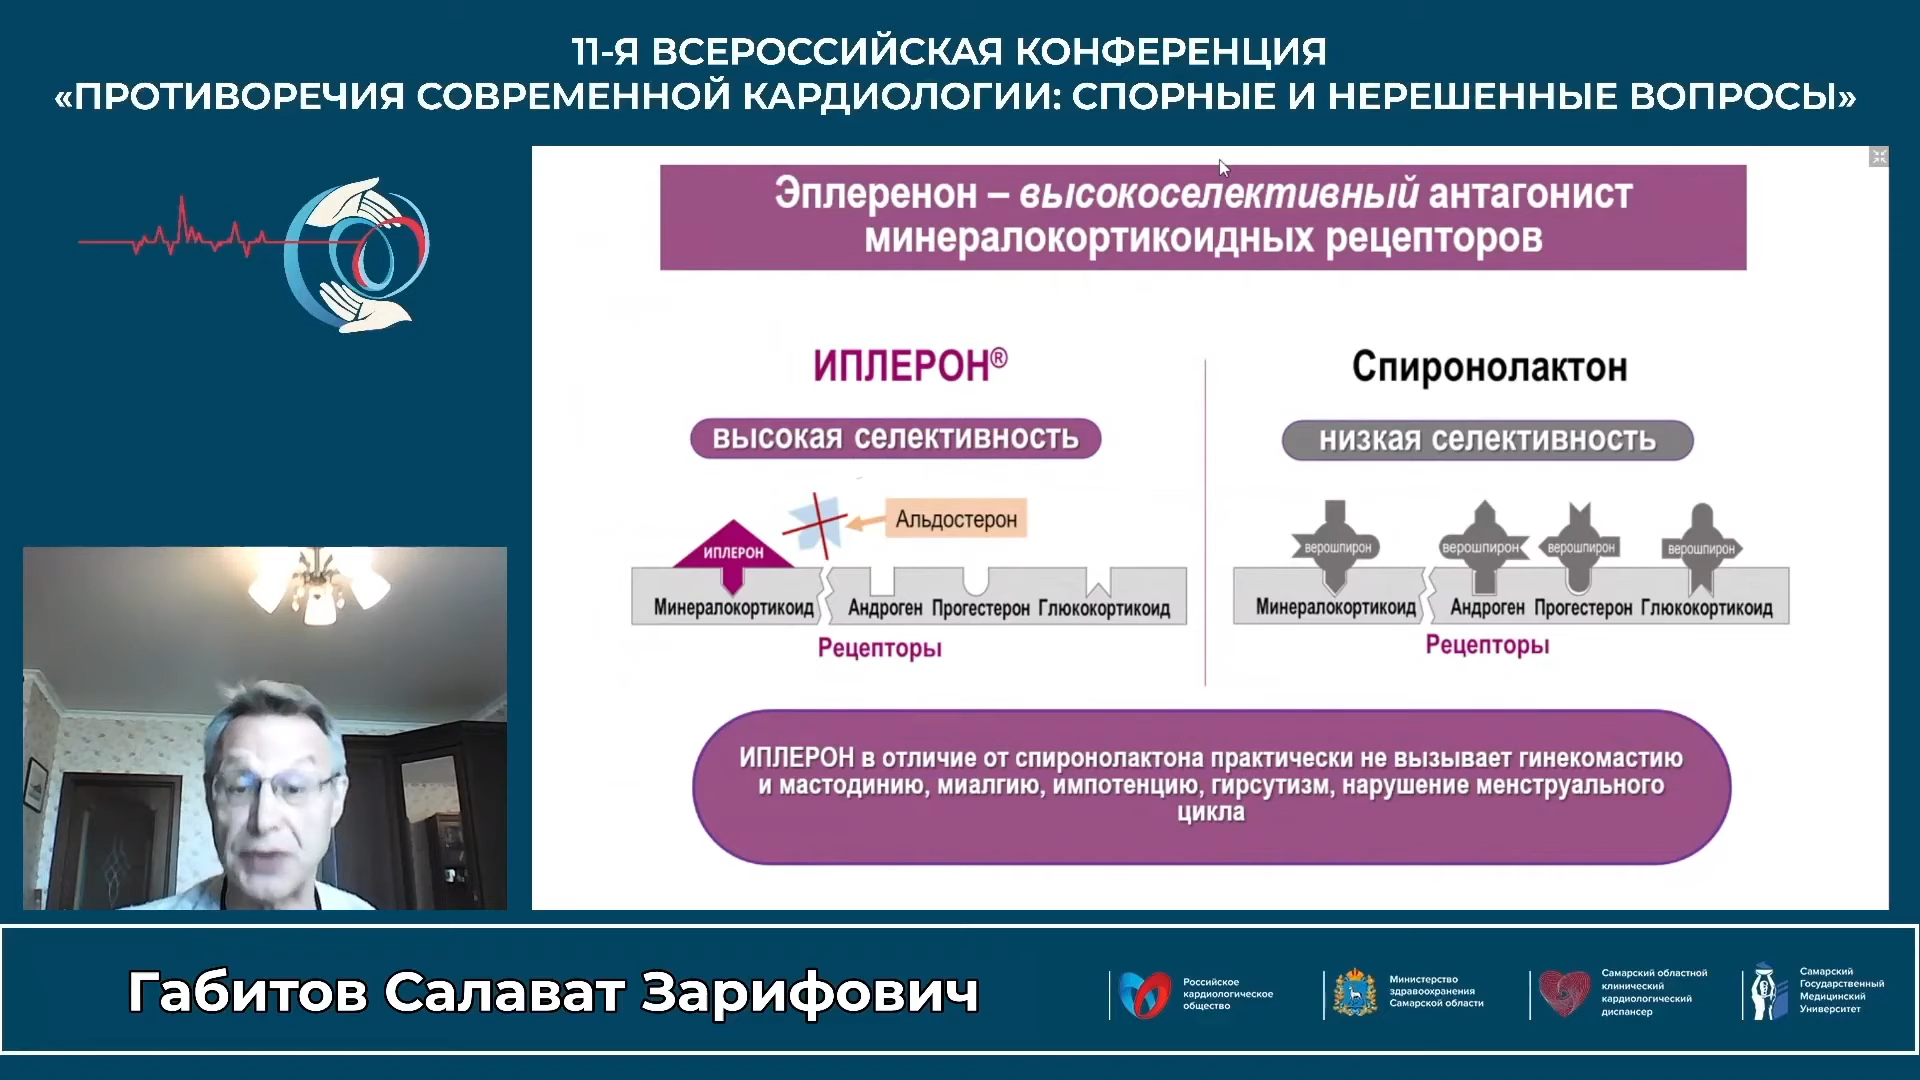 11-Я ВСЕРОССИЙСКАЯ КОНФЕРЕНЦИЯ
«ПРОТИВОРЕЧИЯ СОВРЕМЕННОЙ КАРДИОЛОГИИ: СПОРНЫЕ И НЕРЕШЕННЫЕ ВОПРОСЫ»
Эплеренон – высокоселективный антагонист
минералокортикоидных рецепторов
ИПЛЕРОН®
высокая селективность
Альдостерон
ИПЛЕРОН
Минералокортикоид Андроген Прогестерон Глюкокортикоид
Рецепторы
Спиронолактон
низкая селективность
верошпирон верошпирон верошпирон верошпирон
Минералокортикоид Андроген Прогестерон Глюкокортикоид
Рецепторы
ИПЛЕРОН в отличие от спиронолактона практически не вызывает гинекомастию
и мастодинию, миалгию, импотенцию, гирсутизм, нарушение менструального
цикла
Габитов Салават Зарифович
Российское
кардиологическое
общество
Министерство
здравоохранения
Самарской области
Самарский областной
клинический
кардиологический
диспансер
Самарский
Государственный
Медицинский
Университет